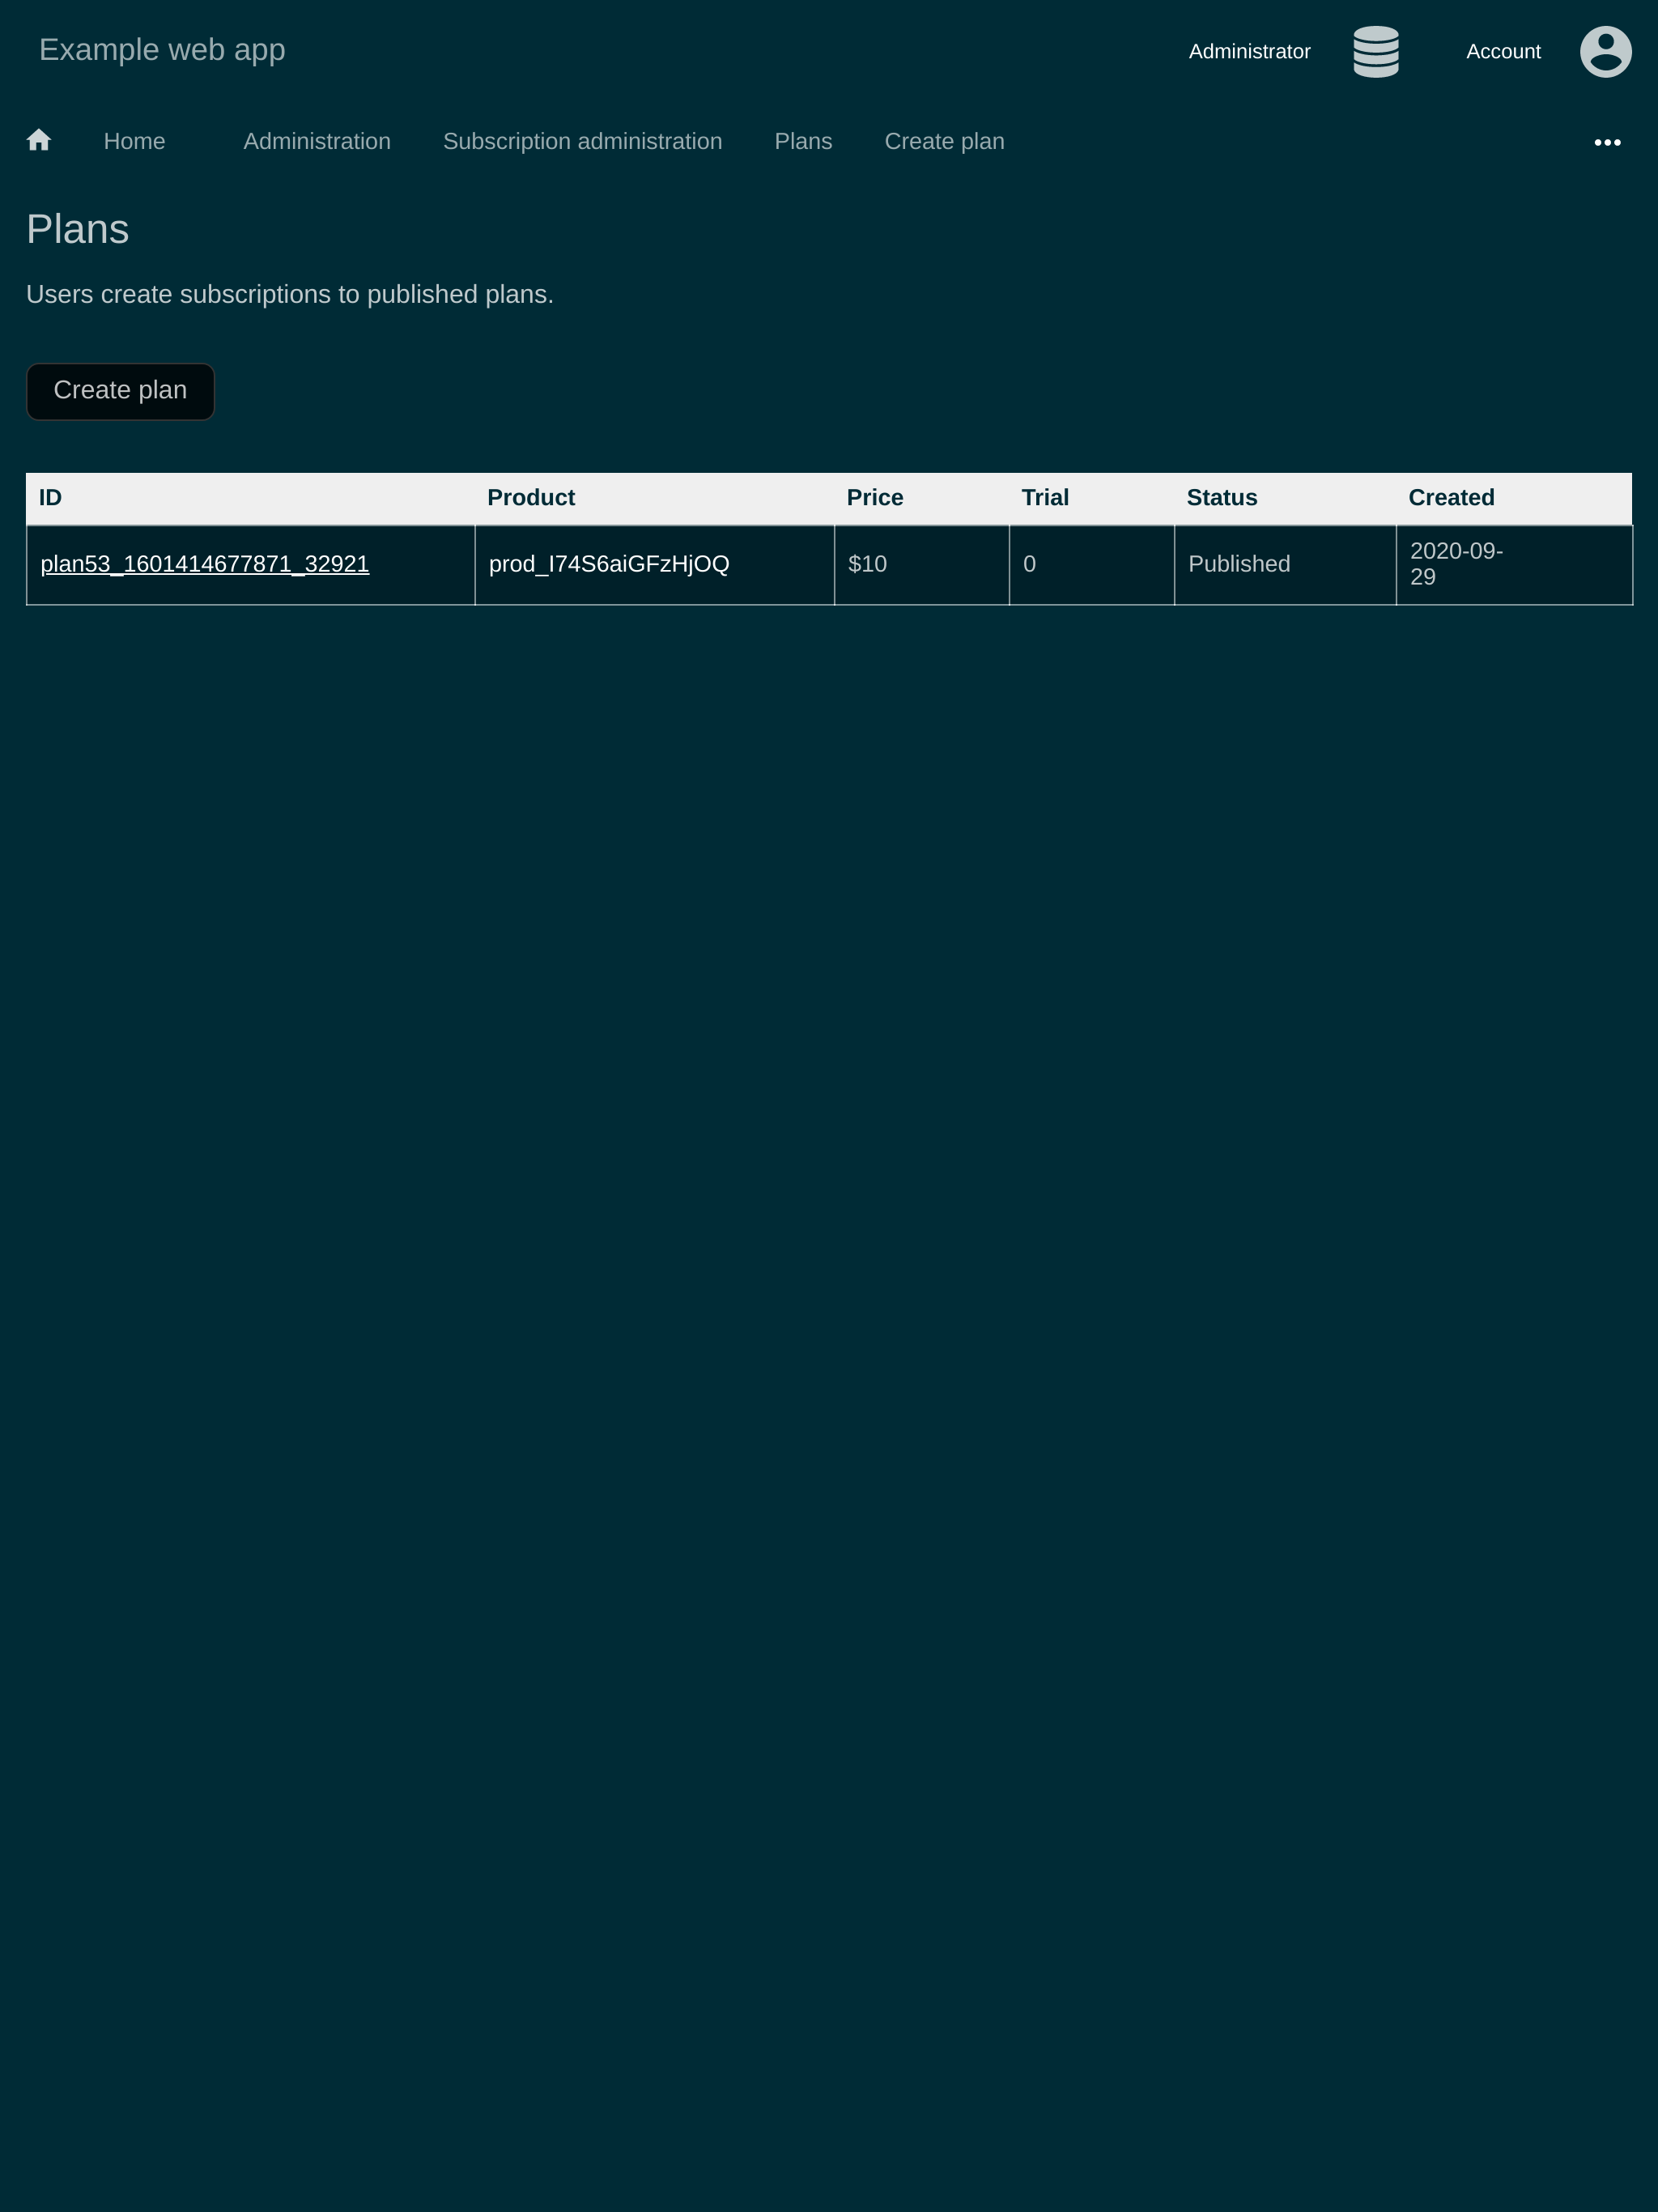 Example web app
Administrator
Account
Home
Administration
Subscription administration
Plans
Create plan
Plans
Users create subscriptions to published plans.
Create plan
ID Product Price Trial Status Created
plan53_1601414677871_32921 prod_I74S6aiGFzHjOQ $10 0 Published 2020-09-
29